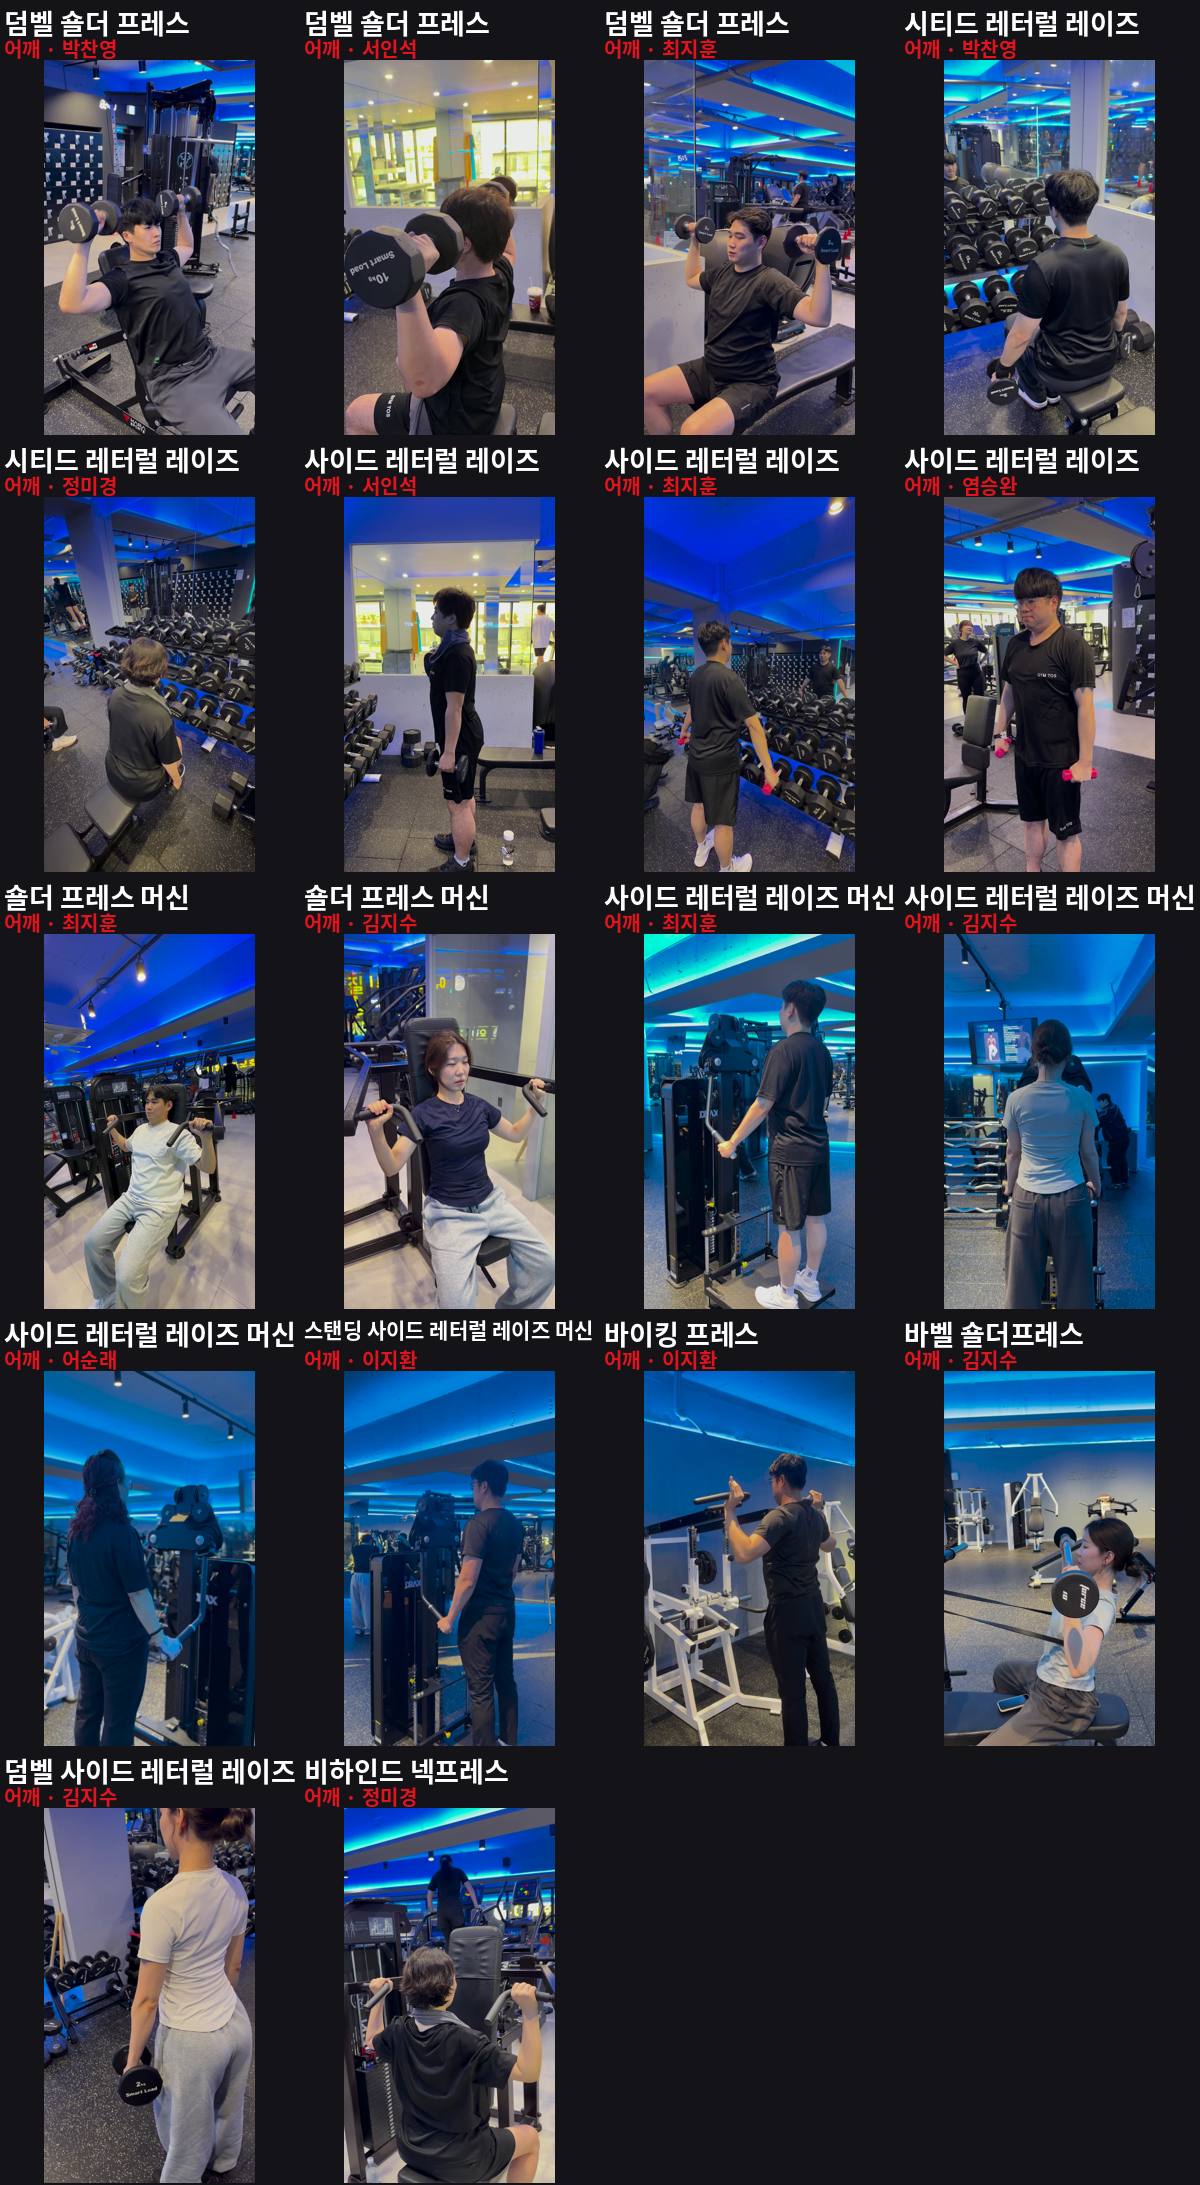 덤벨 숄더 프레스
어깨 · 박찬영
덤벨 숄더 프레스
어깨 · 서인석
덤벨 숄더 프레스
어깨 · 최지훈
시티드 레터럴 레이즈
어깨 · 박찬영
Smart Load
10kg
시티드 레터럴 레이즈
어깨 · 정미경
사이드 레터럴 레이즈
어깨 · 서인석
사이드 레터럴 레이즈
어깨 · 최지훈
사이드 레터럴 레이즈
어깨 · 염승완
GYM TOS
숄더 프레스 머신
어깨 · 최지훈
숄더 프레스 머신
어깨 · 김지수
사이드 레터럴 레이즈 머신
어깨 · 최지훈
사이드 레터럴 레이즈 머신
어깨 · 김지수
DRAX
사이드 레터럴 레이즈 머신
어깨 · 어순래
스탠딩 사이드 레터럴 레이즈 머신
어깨 · 이지환
바이킹 프레스
어깨 · 이지환
바벨 숄더프레스
어깨 · 김지수
DRAX
덤벨 사이드 레터럴 레이즈
어깨 · 김지수
비하인드 넥프레스
어깨 · 정미경
2kg
Smart Load